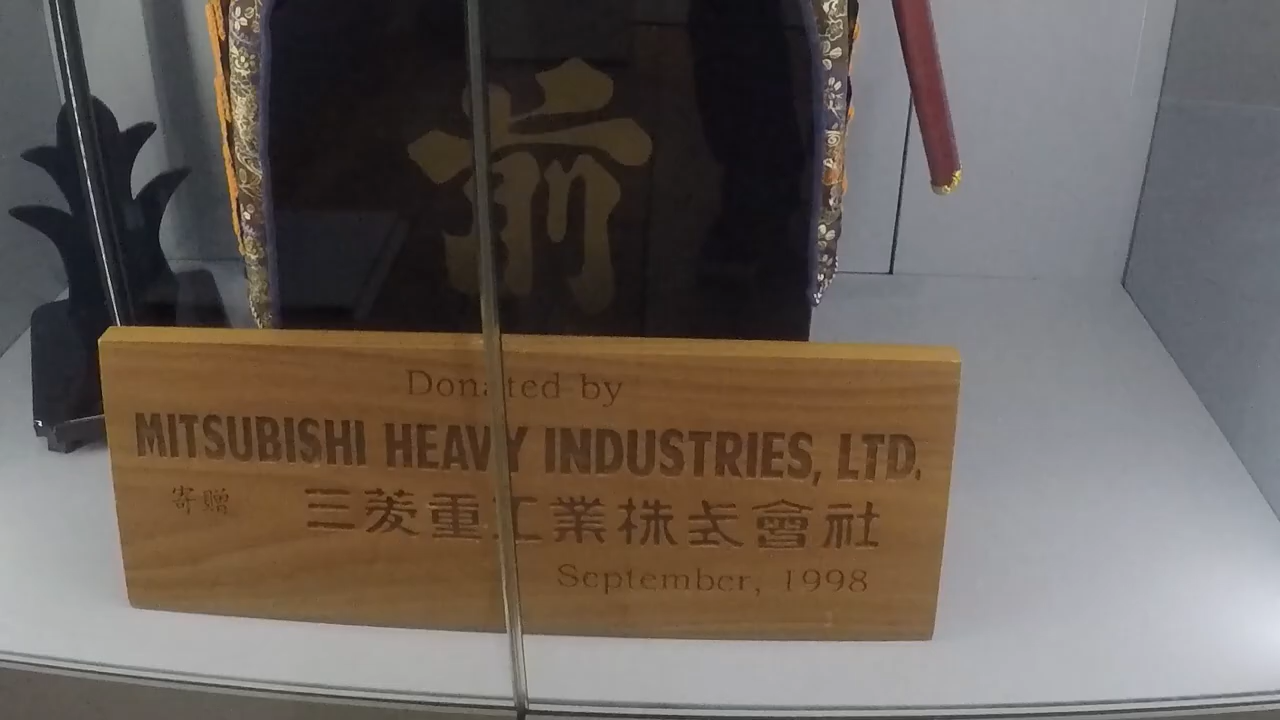 前
Donated by
MITSUBISHI HEAVY INDUSTRIES, LTD.
寄贈 三菱重工業株式會社
September, 1998